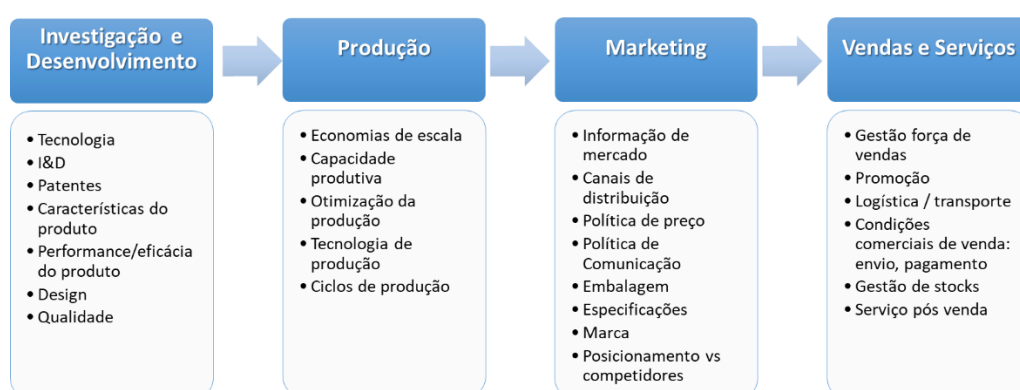 Investigação e
Desenvolvimento
• Tecnologia
• I&D
• Patentes
• Características do
produto
• Performance/eficácia
do produto
• Design
• Qualidade
Produção
• Economias de escala
• Capacidade
produtiva
• Otimização da
produção
• Tecnologia de
produção
• Ciclos de produção
Marketing
• Informação de
mercado
• Canais de
distribuição
• Política de preço
• Política de
Comunicação
• Embalagem
• Especificações
• Marca
• Posicionamento vs
competidores
Vendas e Serviços
• Gestão força de
vendas
• Promoção
• Logística / transporte
• Condições
comerciais de venda:
envio, pagamento
• Gestão de stocks
• Serviço pós venda